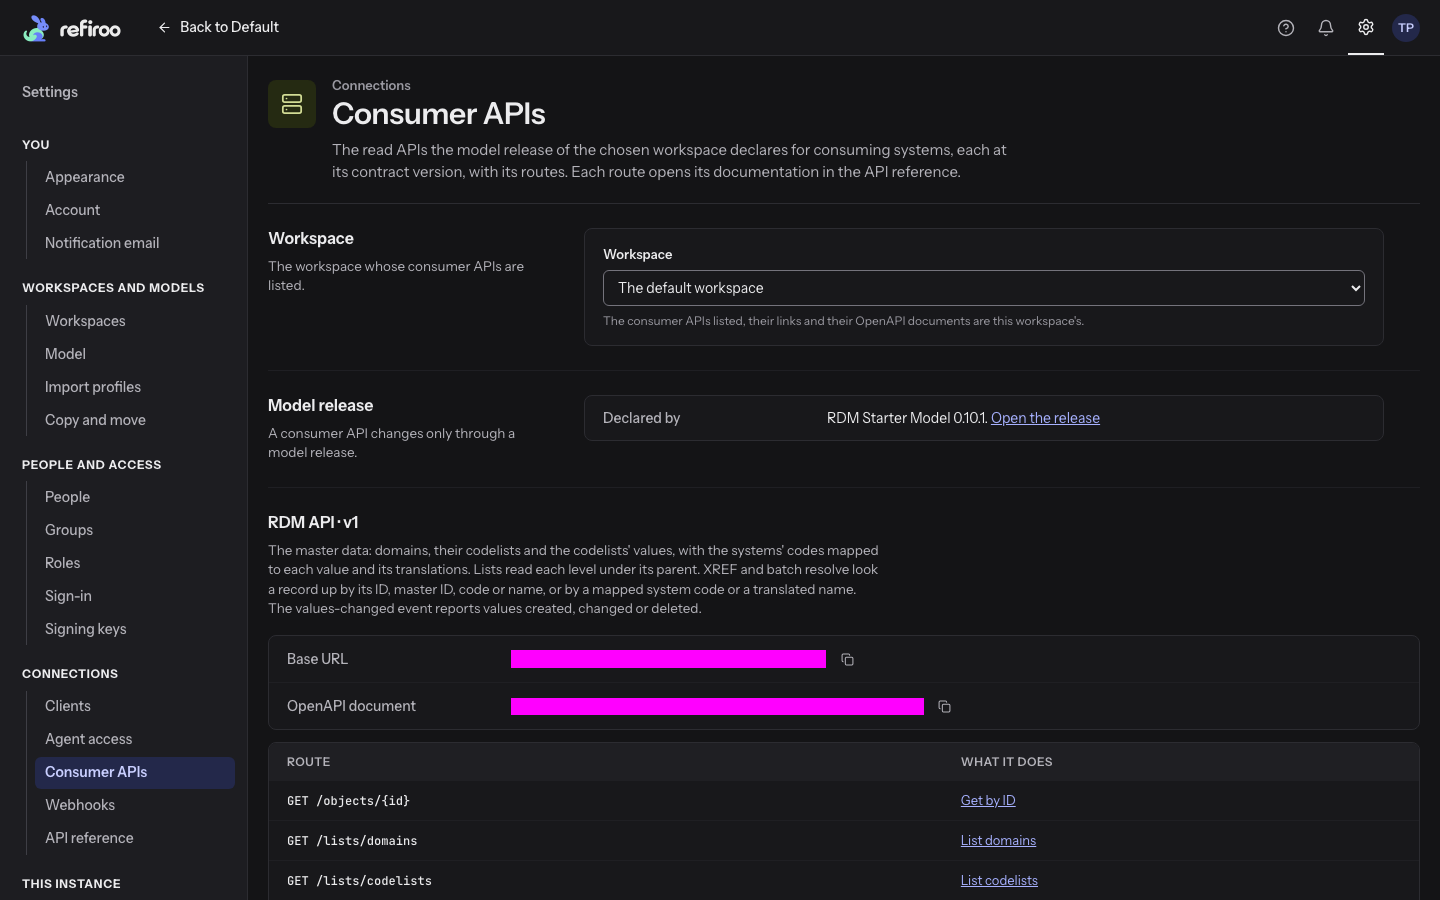 refiroo
Back to Default
TP
Settings
YOU
Appearance
Account
Notification email
WORKSPACES AND MODELS
Workspaces
Model
Import profiles
Copy and move
PEOPLE AND ACCESS
People
Groups
Roles
Sign-in
Signing keys
CONNECTIONS
Clients
Agent access
Consumer APIs
Webhooks
API reference
THIS INSTANCE
Connections
Consumer APIs
The read APIs the model release of the chosen workspace declares for consuming systems, each at
its contract version, with its routes. Each route opens its documentation in the API reference.
Workspace
The workspace whose consumer APIs are
listed.
Workspace
The default workspace
The consumer APIs listed, their links and their OpenAPI documents are this workspace's.
Model release
A consumer API changes only through a
model release.
Declared by
RDM Starter Model 0.10.1. Open the release
RDM API · v1
The master data: domains, their codelists and the codelists' values, with the systems' codes mapped
to each value and its translations. Lists read each level under its parent. XREF and batch resolve look
a record up by its ID, master ID, code or name, or by a mapped system code or a translated name.
The values-changed event reports values created, changed or deleted.
Base URL
OpenAPI document
ROUTE
WHAT IT DOES
GET /objects/{id}
Get by ID
GET /lists/domains
List domains
GET /lists/codelists
List codelists